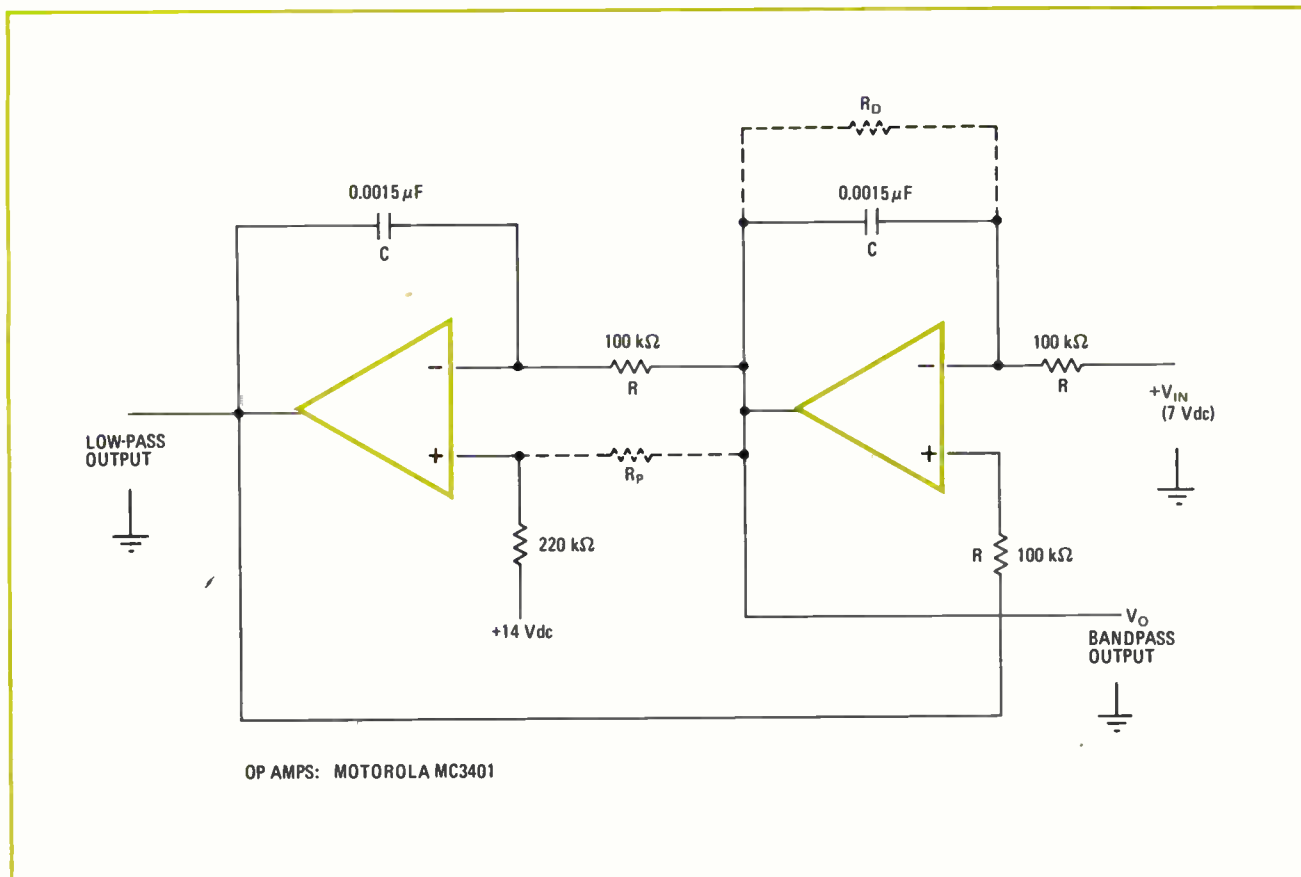 R_D
0.0015 μF
C
0.0015 μF
C
100 kΩ
R
100 kΩ
R
+V_IN
(7 Vdc)
−
+
−
+
LOW-PASS
OUTPUT
R_P
220 kΩ
R 100 kΩ
+14 Vdc
V_O
BANDPASS
OUTPUT
OP AMPS: MOTOROLA MC3401